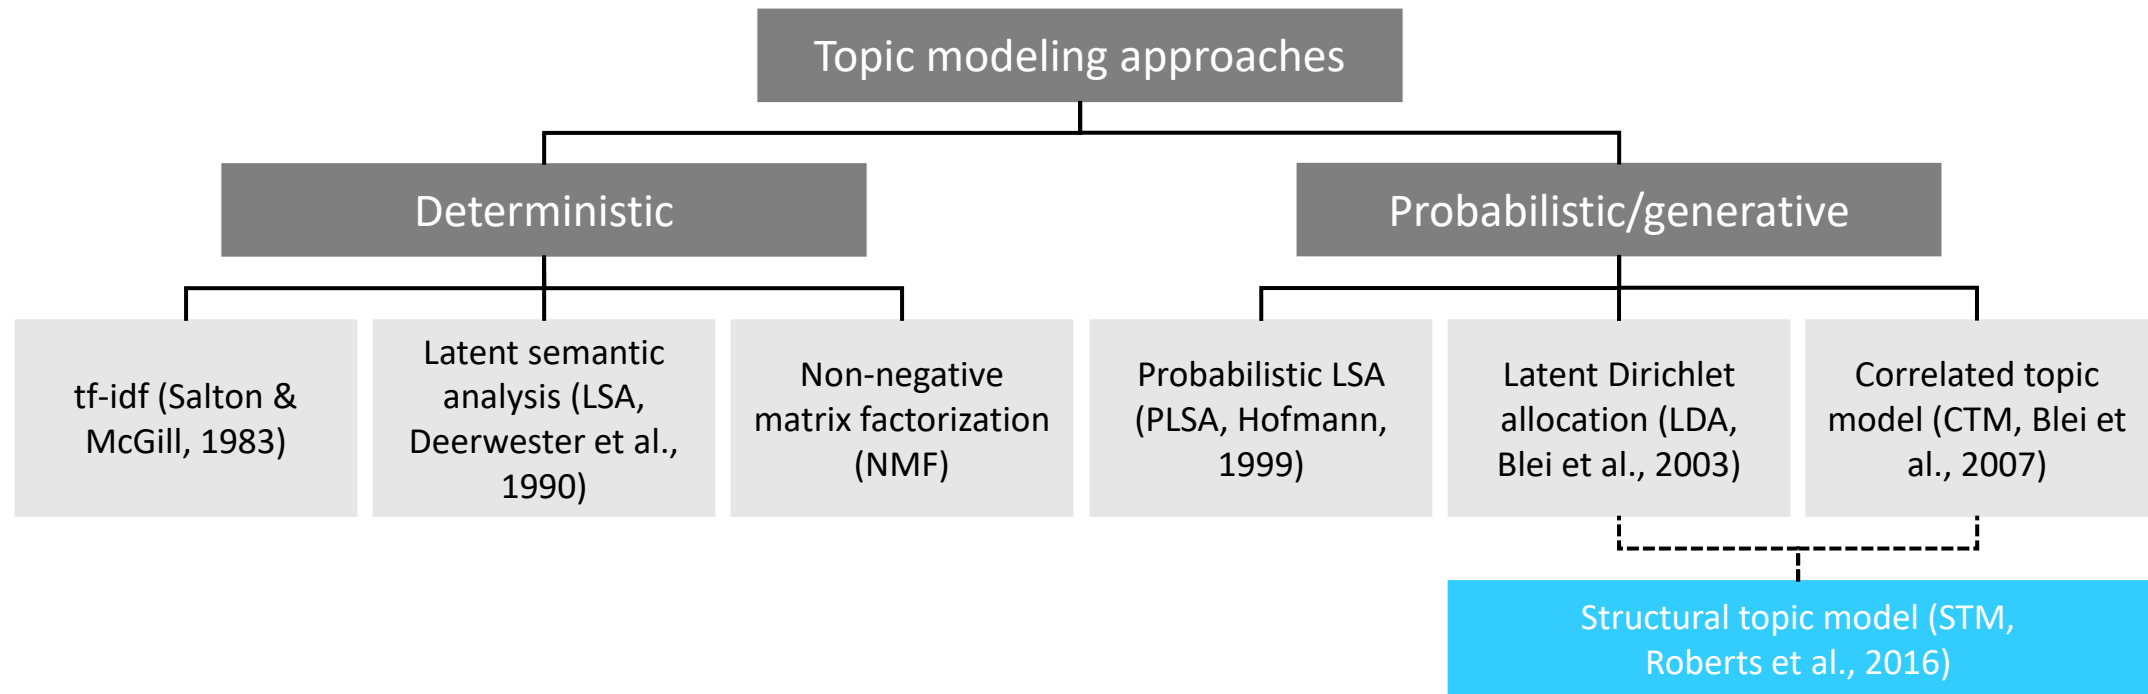 Topic modeling approaches
Deterministic
Probabilistic/generative
tf-idf (Salton &
McGill, 1983)
Latent semantic
analysis (LSA,
Deerwester et al.,
1990)
Non-negative
matrix factorization
(NMF)
Probabilistic LSA
(PLSA, Hofmann,
1999)
Latent Dirichlet
allocation (LDA,
Blei et al., 2003)
Correlated topic
model (CTM, Blei et
al., 2007)
Structural topic model (STM,
Roberts et al., 2016)